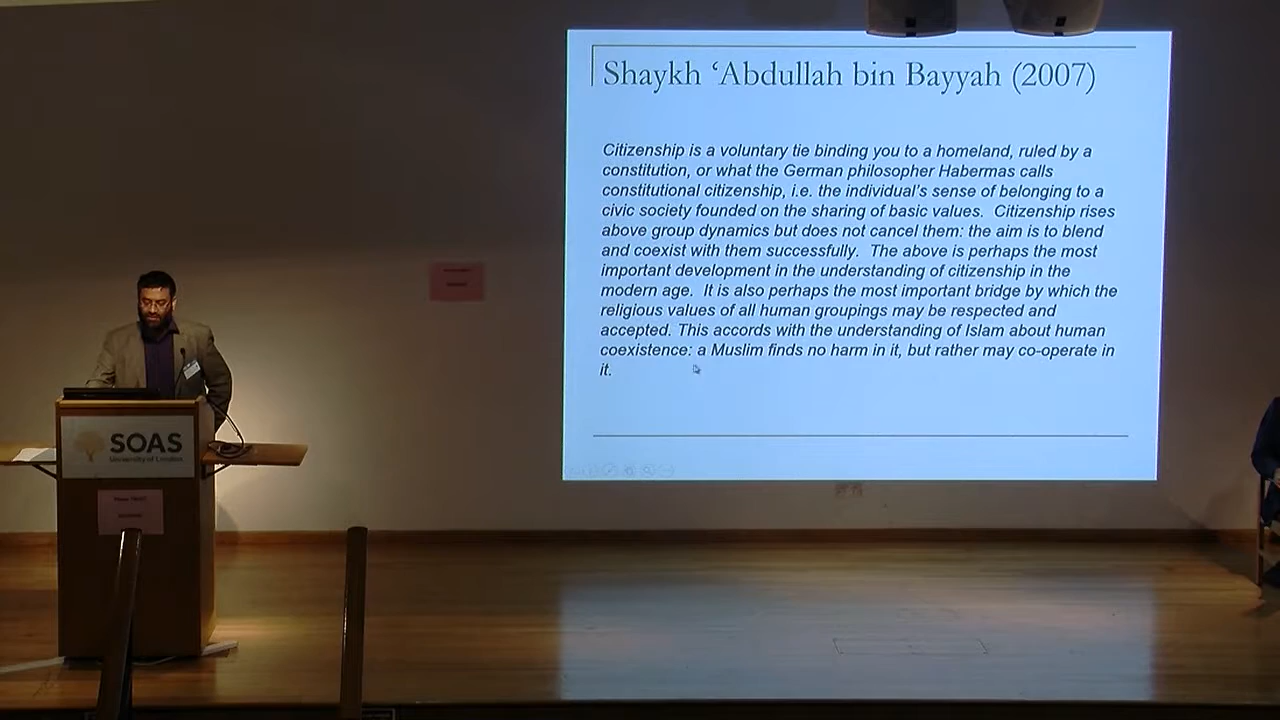 Shaykh ‘Abdullah bin Bayyah (2007)
Citizenship is a voluntary tie binding you to a homeland, ruled by a
constitution, or what the German philosopher Habermas calls
constitutional citizenship, i.e. the individual's sense of belonging to a
civic society founded on the sharing of basic values. Citizenship rises
above group dynamics but does not cancel them: the aim is to blend
and coexist with them successfully. The above is perhaps the most
important development in the understanding of citizenship in the
modern age. It is also perhaps the most important bridge by which the
religious values of all human groupings may be respected and
accepted. This accords with the understanding of Islam about human
coexistence: a Muslim finds no harm in it, but rather may co-operate in
it.
SOAS
University of London